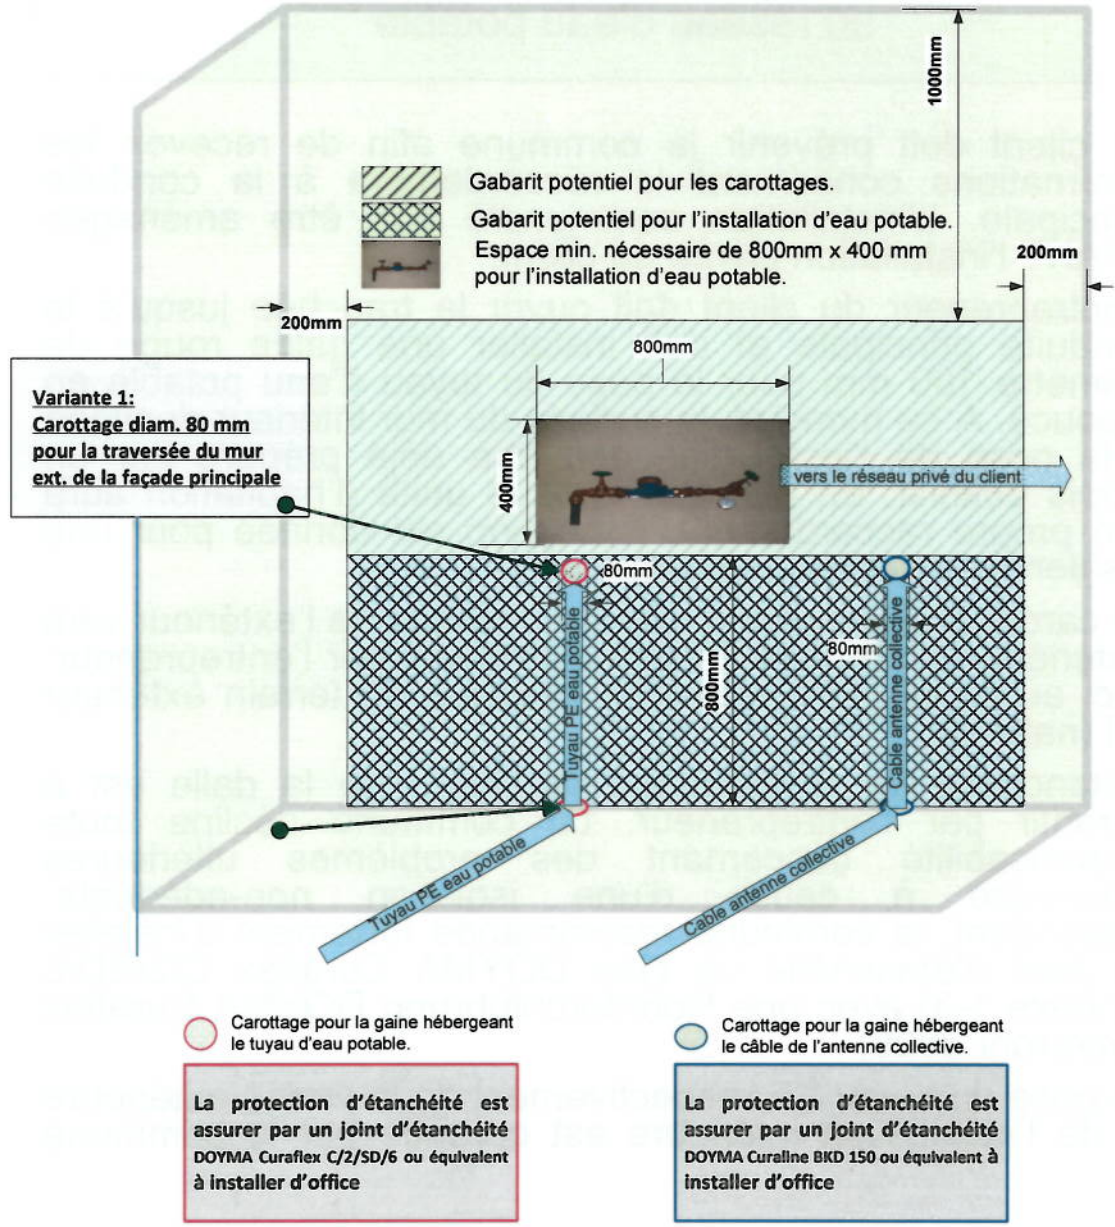 1000mm
Gabarit potentiel pour les carottages.
Gabarit potentiel pour l'installation d'eau potable.
Espace min. nécessaire de 800mm x 400 mm
pour l'installation d'eau potable.
200mm
200mm
800mm
Variante 1:
Carottage diam. 80 mm
pour la traversée du mur
ext. de la façade principale
400mm
vers le réseau privé du client
80mm
Tuyau PE eau potable
800mm
80mm
Cable antenne collective
Tuyau PE eau potable
Cable antenne collective
Carottage pour la gaine hébergeant
le tuyau d'eau potable.
La protection d'étanchéité est
assurer par un joint d'étanchéité
DOYMA Curaflex C/2/SD/6 ou équivalent
à installer d'office
Carottage pour la gaine hébergeant
le câble de l'antenne collective.
La protection d'étanchéité est
assurer par un joint d'étanchéité
DOYMA Curaline BKD 150 ou équivalent à
installer d'office